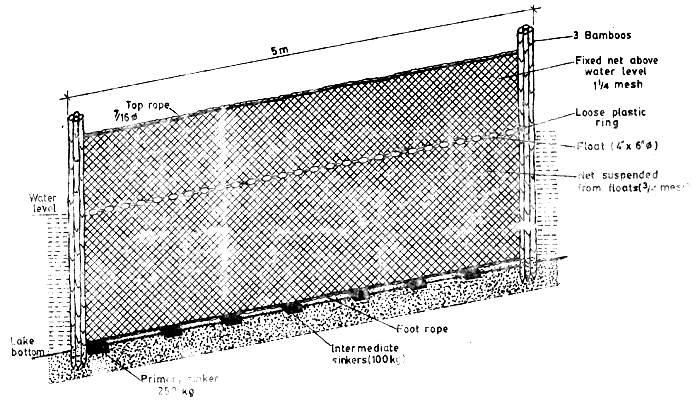 5 m
3 Bamboos
Fixed net above
water level
1¼ mesh
Top rope
7/16 ø
Loose plastic
ring
Float (4" x 6" ø)
Net suspended
from floats (3/4 mesh
Water
level
Foot rope
Lake
bottom
Intermediate
sinkers (100 kg)
Primary sinker
kg